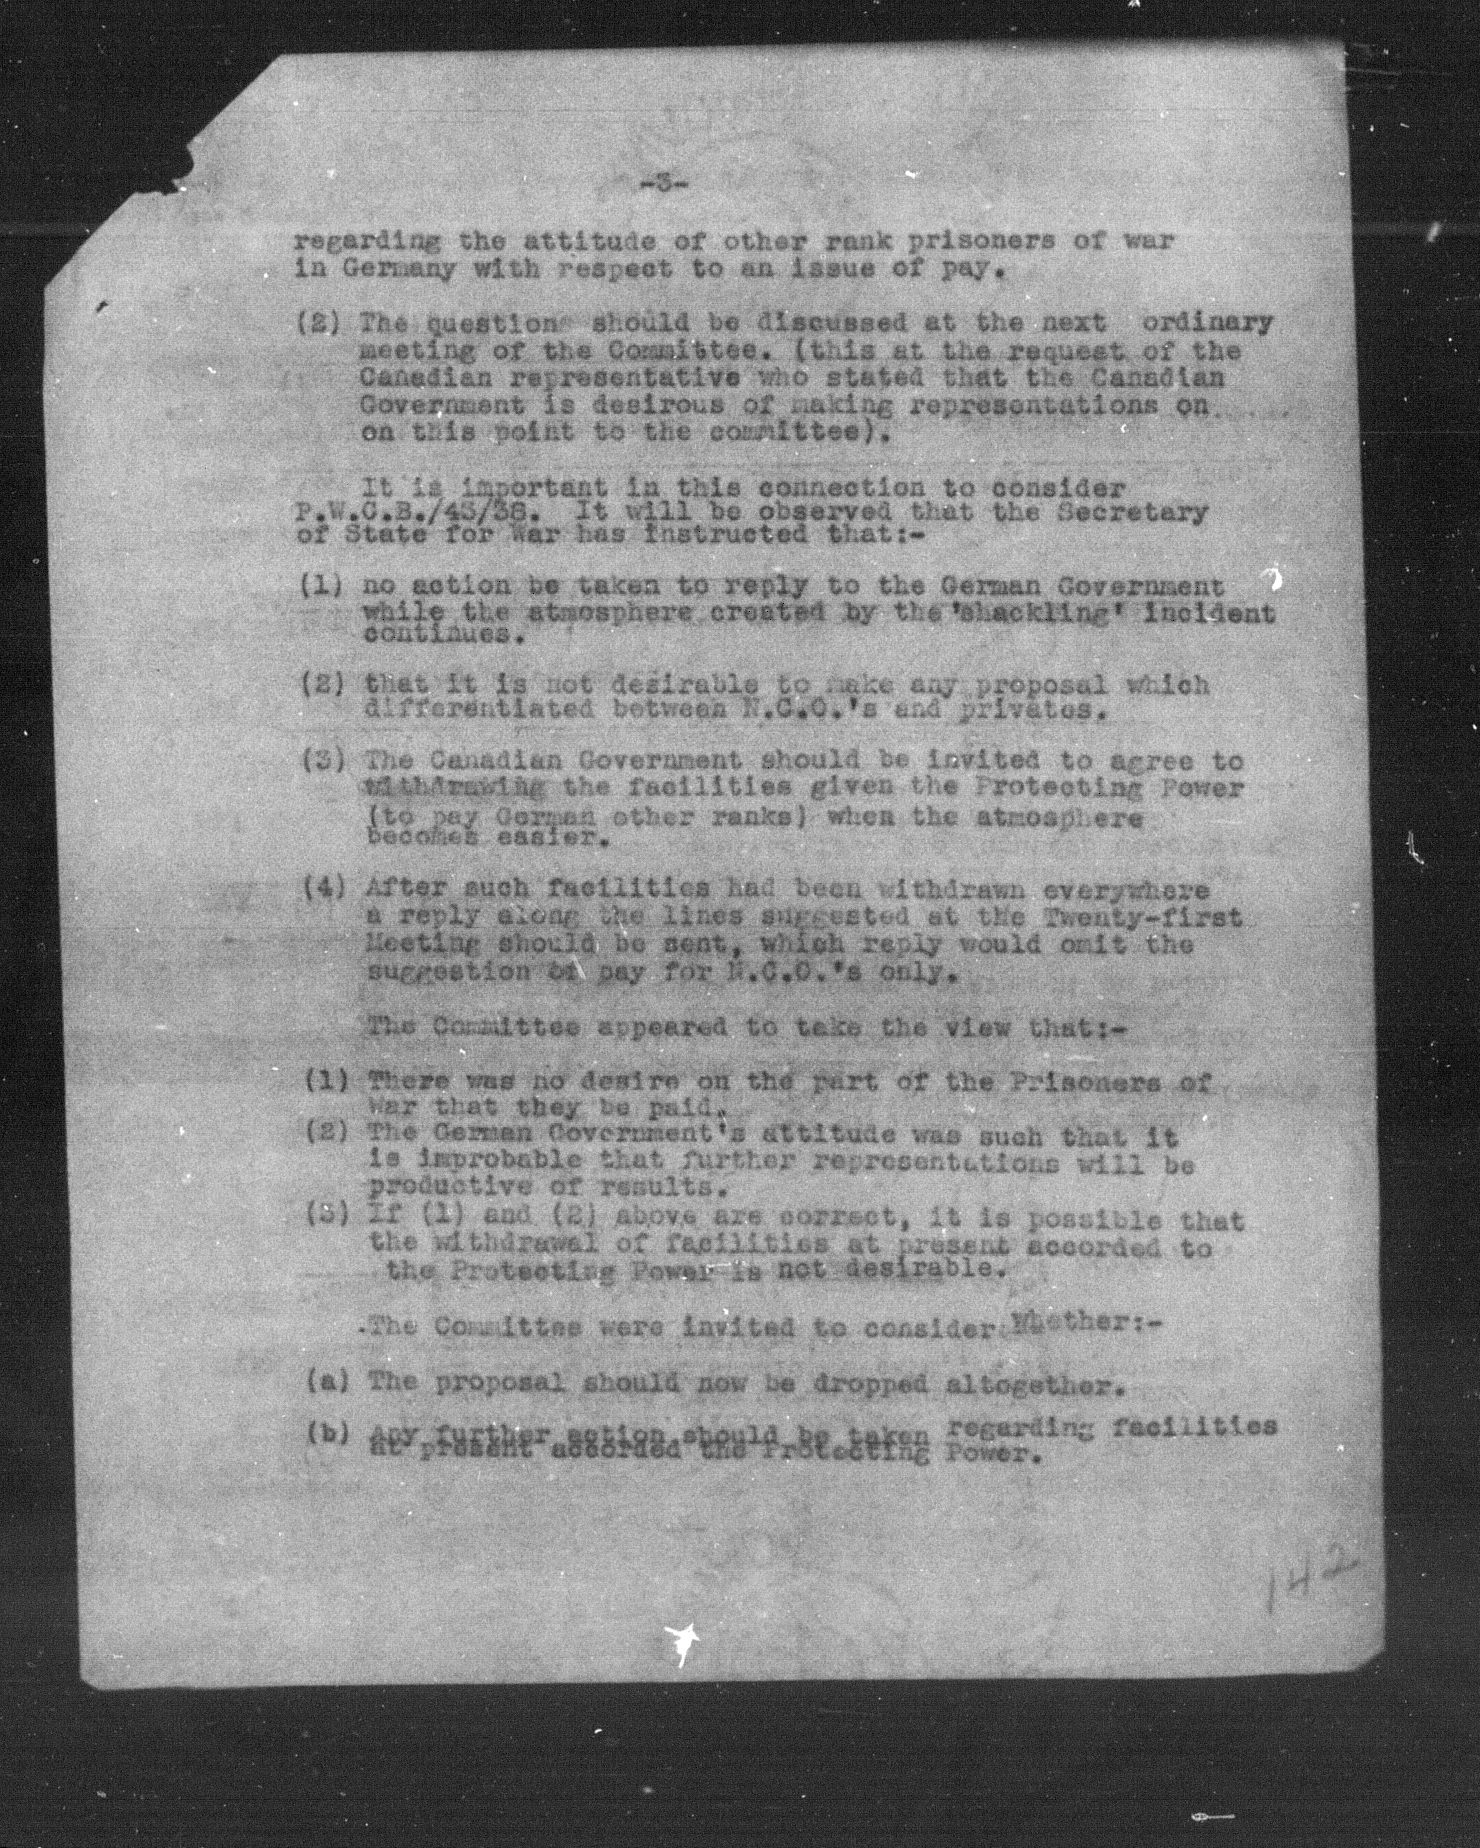 -3-
regarding the attitude of other rank prisoners of war
in Germany with respect to an issue of pay.
(2) The questions should be discussed at the next ordinary
meeting of the Committee. (this at the request of the
Canadian representative who stated that the Canadian
Government is desirous of making representations on
on this point to the committee).
It is important in this connection to consider
P.W.C.B./43/38. It will be observed that the Secretary
of State for War has instructed that:-
(1) no action be taken to reply to the German Government
while the atmosphere created by the 'shackling' incident
continues.
(2) that it is not desirable to make any proposal which
differentiated between N.C.O.'s and privates.
(3) The Canadian Government should be invited to agree to
withdrawing the facilities given the Protecting Power
(to pay German other ranks) when the atmosphere
becomes easier.
(4) After such facilities had been withdrawn everywhere
a reply along the lines suggested at the Twenty-first
Meeting should be sent, which reply would omit the
suggestion of pay for N.C.O.'s only.
The Committee appeared to take the view that:-
(1) There was no desire on the part of the Prisoners of
War that they be paid.
(2) The German Government's attitude was such that it
is improbable that further representations will be
productive of results.
(3) If (1) and (2) above are correct, it is possible that
the withdrawal of facilities at present accorded to
the Protecting Power is not desirable.
.The Committee were invited to consider whether:-
(a) The proposal should now be dropped altogether.
(b) Any further action should be taken regarding facilities
at present accorded the Protecting Power.
142